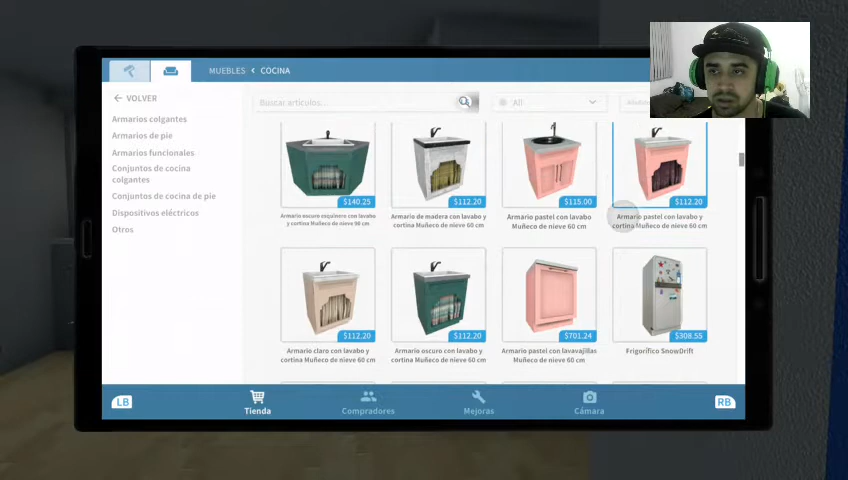 MUEBLES < COCINA
VOLVER
Buscar artículos...
All
Armarios colgantes
Armarios de pie
Armarios funcionales
Conjuntos de cocina
colgantes
Conjuntos de cocina de pie
Dispositivos eléctricos
Otros
$140.25
$112.20
$115.00
$112.20
Armario oscuro esquinero con lavabo
y cortina Muñeco de nieve 90 cm
Armario de madera con lavabo y
cortina Muñeco de nieve 60 cm
Armario pastel con lavabo
Muñeco de nieve 60 cm
Armario pastel con lavabo y
cortina Muñeco de nieve 60 cm
$112.20
$112.20
$701.24
$308.55
Armario claro con lavabo y
cortina Muñeco de nieve 60 cm
Armario oscuro con lavabo y
cortina Muñeco de nieve 60 cm
Armario pastel con lavavajillas
Muñeco de nieve 60 cm
Frigorífico SnowDrift
LB
Tienda
Compradores
Mejoras
Cámara
RB